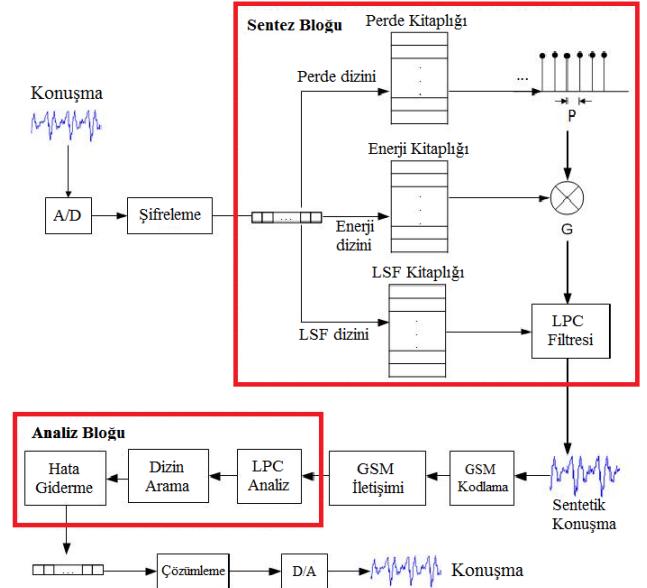 Sentez Bloğu
Perde Kitaplığı
Perde dizini
...
P
Konuşma
A/D
Şifreleme
...
Enerji Kitaplığı
Enerji
dizini
G
LSF Kitaplığı
LSF dizini
LPC
Filtresi
Analiz Bloğu
Hata
Giderme
Dizin
Arama
LPC
Analiz
GSM
İletişimi
GSM
Kodlama
Sentetik
Konuşma
...
Çözümleme
D/A
Konuşma